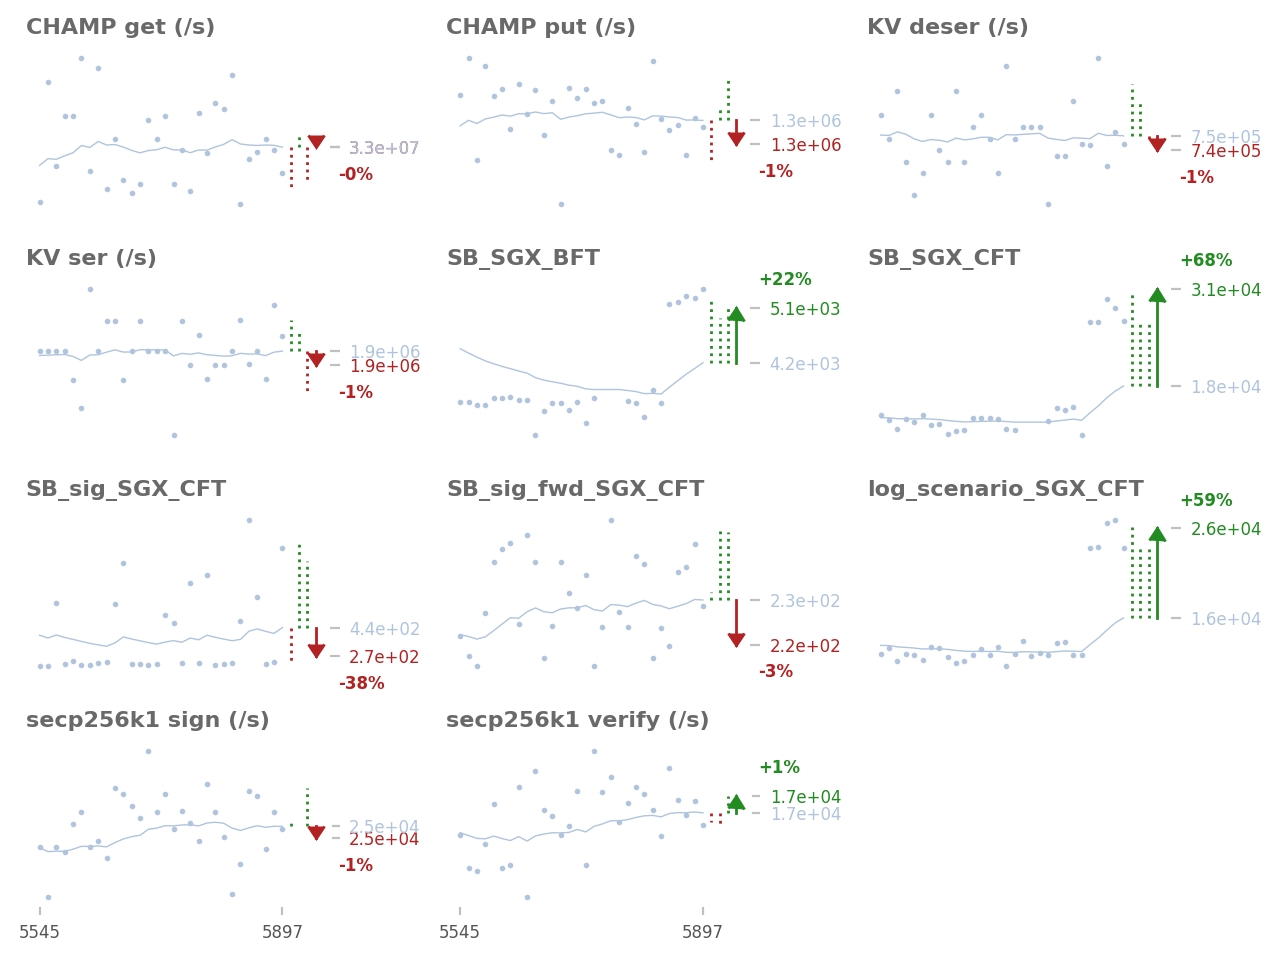 CHAMP get (/s)
3.3e+07
-0%
CHAMP put (/s)
1.3e+06
1.3e+06
-1%
KV deser (/s)
7.5e+05
7.4e+05
-1%
KV ser (/s)
1.9e+06
1.9e+06
-1%
SB_SGX_BFT
+22%
5.1e+03
4.2e+03
SB_SGX_CFT
+68%
3.1e+04
1.8e+04
SB_sig_SGX_CFT
4.4e+02
2.7e+02
-38%
SB_sig_fwd_SGX_CFT
2.3e+02
2.2e+02
-3%
log_scenario_SGX_CFT
+59%
2.6e+04
1.6e+04
secp256k1 sign (/s)
2.5e+04
2.5e+04
-1%
5545
5897
secp256k1 verify (/s)
+1%
1.7e+04
1.7e+04
5545
5897